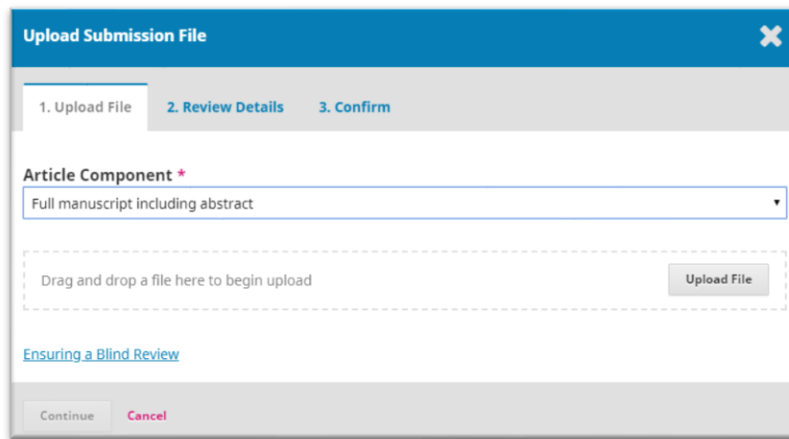 Upload Submission File
1. Upload File 2. Review Details 3. Confirm
Article Component *
Full manuscript including abstract
Drag and drop a file here to begin upload Upload File
Ensuring a Blind Review
Continue Cancel